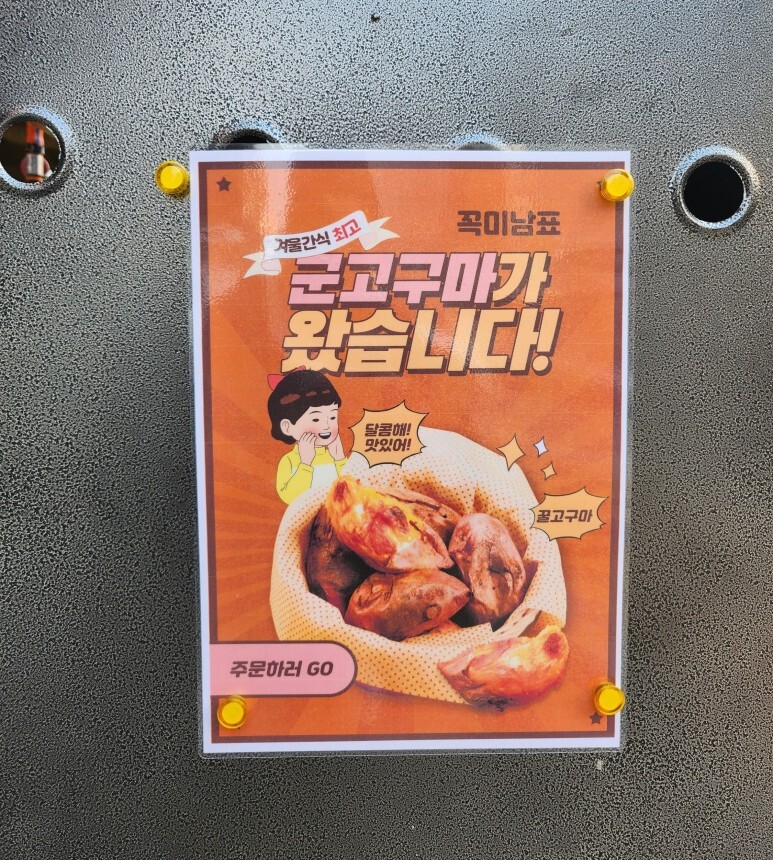 꼭미남표
겨울간식 최고
군고구마가
왔습니다!
달콤해!
맛있어!
꿀고구마
주문하러 GO